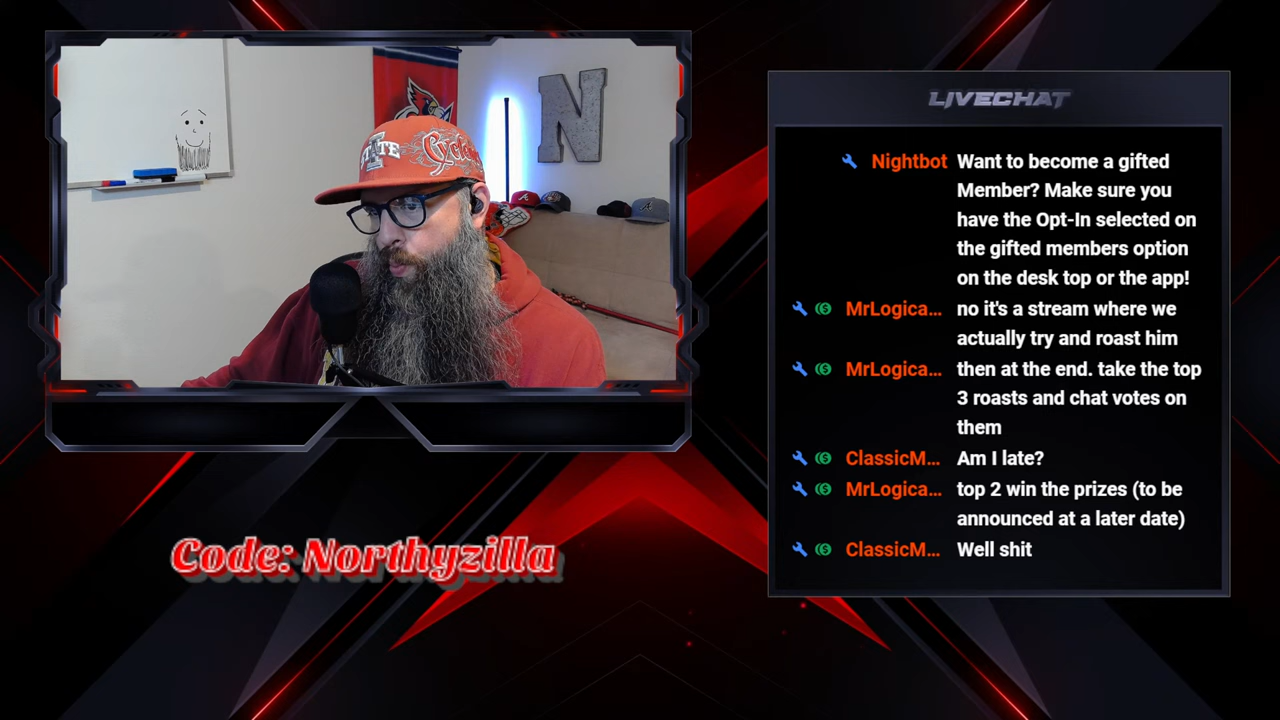 N
STATE
LIVECHAT
Nightbot Want to become a gifted
Member? Make sure you
have the Opt-In selected on
the gifted members option
on the desk top or the app!
MrLogica... no it's a stream where we
actually try and roast him
MrLogica... then at the end. take the top
3 roasts and chat votes on
them
ClassicM... Am I late?
MrLogica... top 2 win the prizes (to be
announced at a later date)
ClassicM... Well shit
Code: Northyzilla